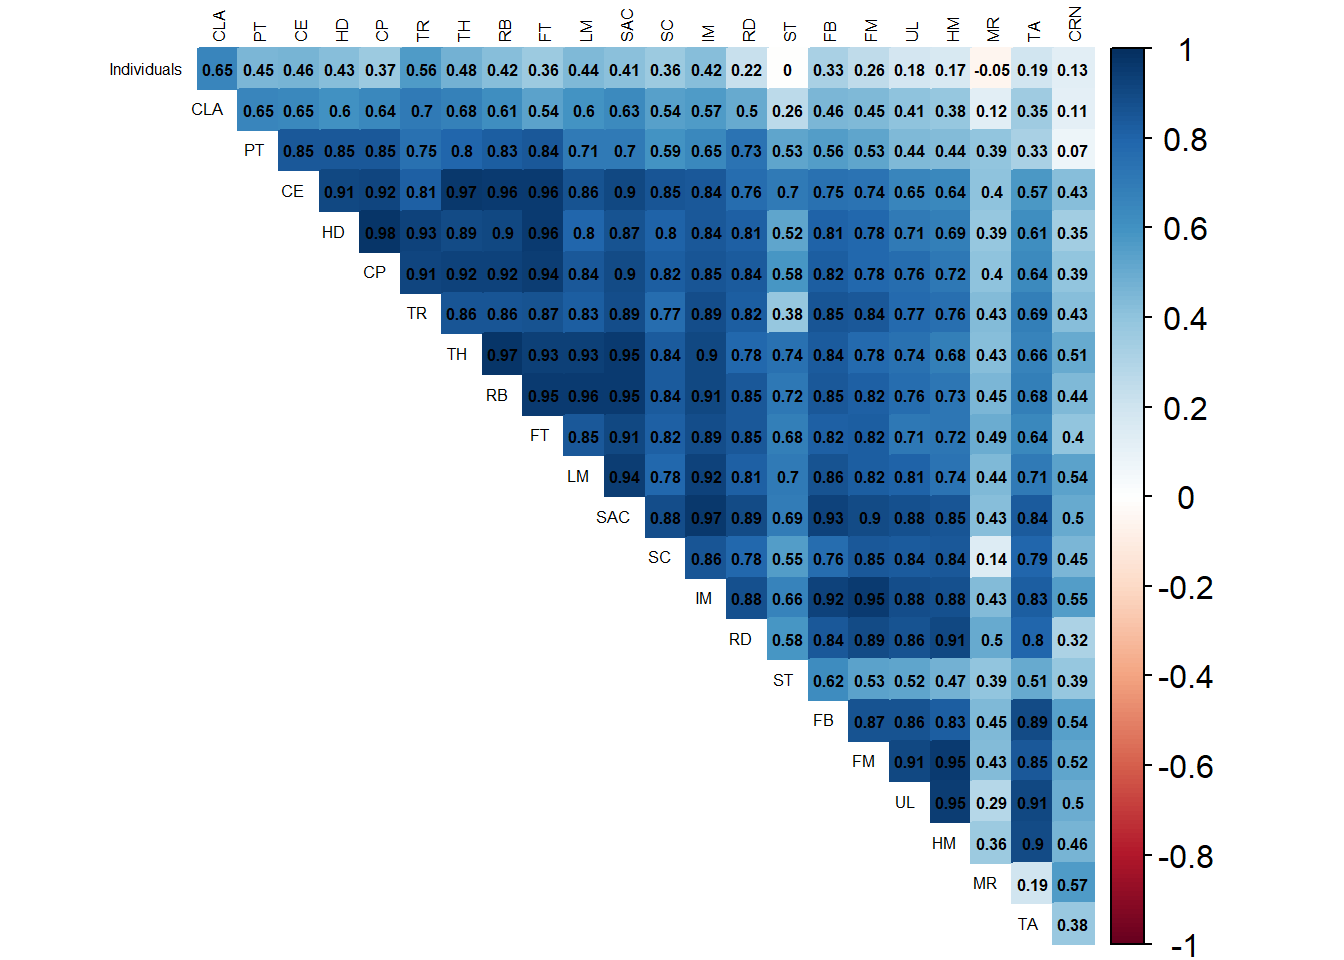 CLA PT CE HD CP TR TH RB FT LM SAC SC IM RD ST FB FM UL HM MR TA CRN
Individuals 0.65 0.45 0.46 0.43 0.37 0.56 0.48 0.42 0.36 0.44 0.41 0.36 0.42 0.22 0 0.33 0.26 0.18 0.17 -0.05 0.19 0.13
CLA 0.65 0.65 0.6 0.64 0.7 0.68 0.61 0.54 0.6 0.63 0.54 0.57 0.5 0.26 0.46 0.45 0.41 0.38 0.12 0.35 0.11
PT 0.85 0.85 0.85 0.75 0.8 0.83 0.84 0.71 0.7 0.59 0.65 0.73 0.53 0.56 0.53 0.44 0.44 0.39 0.33 0.07
CE 0.91 0.92 0.81 0.97 0.96 0.96 0.86 0.9 0.85 0.84 0.76 0.7 0.75 0.74 0.65 0.64 0.4 0.57 0.43
HD 0.98 0.93 0.89 0.9 0.96 0.8 0.87 0.8 0.84 0.81 0.52 0.81 0.78 0.71 0.69 0.39 0.61 0.35
CP 0.91 0.92 0.92 0.94 0.84 0.9 0.82 0.85 0.84 0.58 0.82 0.78 0.76 0.72 0.4 0.64 0.39
TR 0.86 0.86 0.87 0.83 0.89 0.77 0.89 0.82 0.38 0.85 0.84 0.77 0.76 0.43 0.69 0.43
TH 0.97 0.93 0.93 0.95 0.84 0.9 0.78 0.74 0.84 0.78 0.74 0.68 0.43 0.66 0.51
RB 0.95 0.96 0.95 0.84 0.91 0.85 0.72 0.85 0.82 0.76 0.73 0.45 0.68 0.44
FT 0.85 0.91 0.82 0.89 0.85 0.68 0.82 0.82 0.71 0.72 0.49 0.64 0.4
LM 0.94 0.78 0.92 0.81 0.7 0.86 0.82 0.81 0.74 0.44 0.71 0.54
SAC 0.88 0.97 0.89 0.69 0.93 0.9 0.88 0.85 0.43 0.84 0.5
SC 0.86 0.78 0.55 0.76 0.85 0.84 0.84 0.14 0.79 0.45
IM 0.88 0.66 0.92 0.95 0.88 0.88 0.43 0.83 0.55
RD 0.58 0.84 0.89 0.86 0.91 0.5 0.8 0.32
ST 0.62 0.53 0.52 0.47 0.39 0.51 0.39
FB 0.87 0.86 0.83 0.45 0.89 0.54
FM 0.91 0.95 0.43 0.85 0.52
UL 0.95 0.29 0.91 0.5
HM 0.36 0.9 0.46
MR 0.19 0.57
TA 0.38
1
0.8
0.6
0.4
0.2
0
-0.2
-0.4
-0.6
-0.8
-1